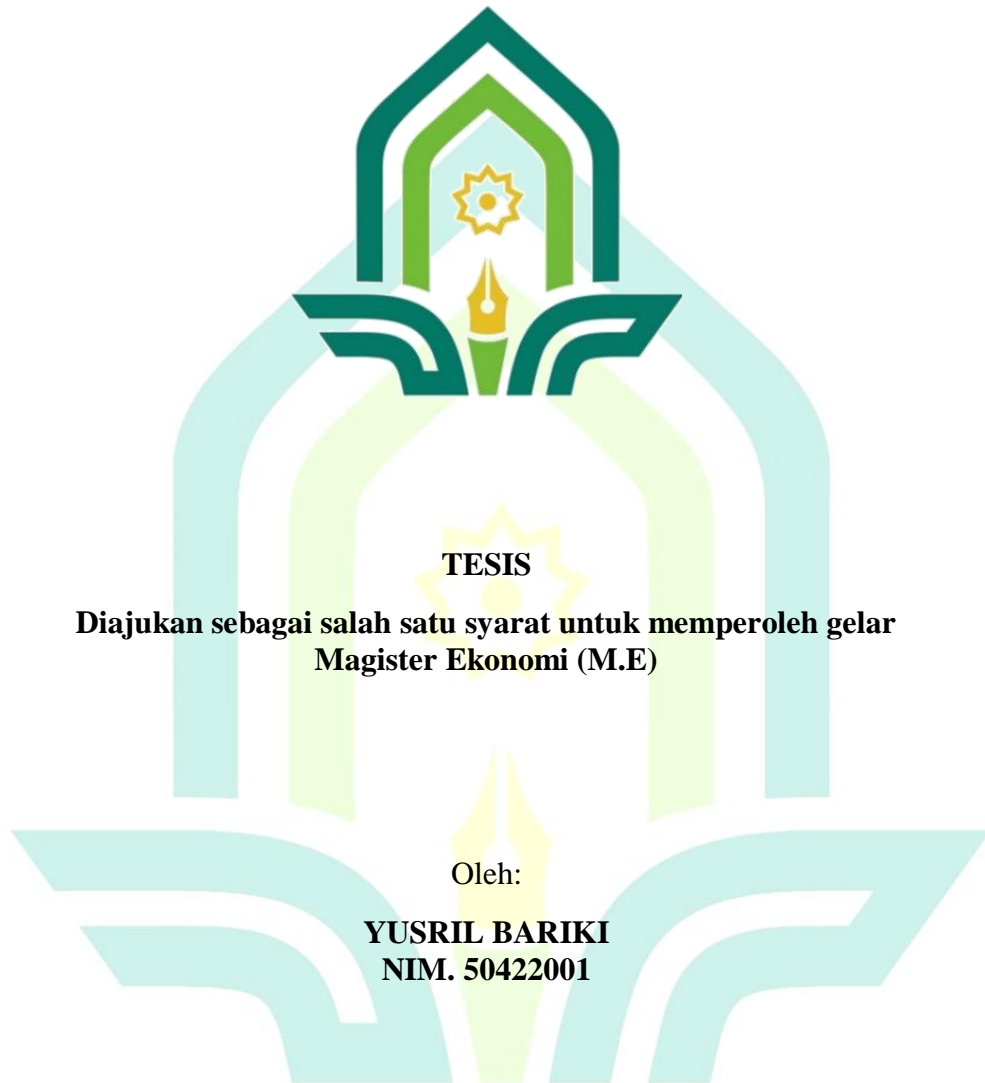 TESIS
Diajukan sebagai salah satu syarat untuk memperoleh gelar
Magister Ekonomi (M.E)
Oleh:
YUSRIL BARIKI
NIM. 50422001